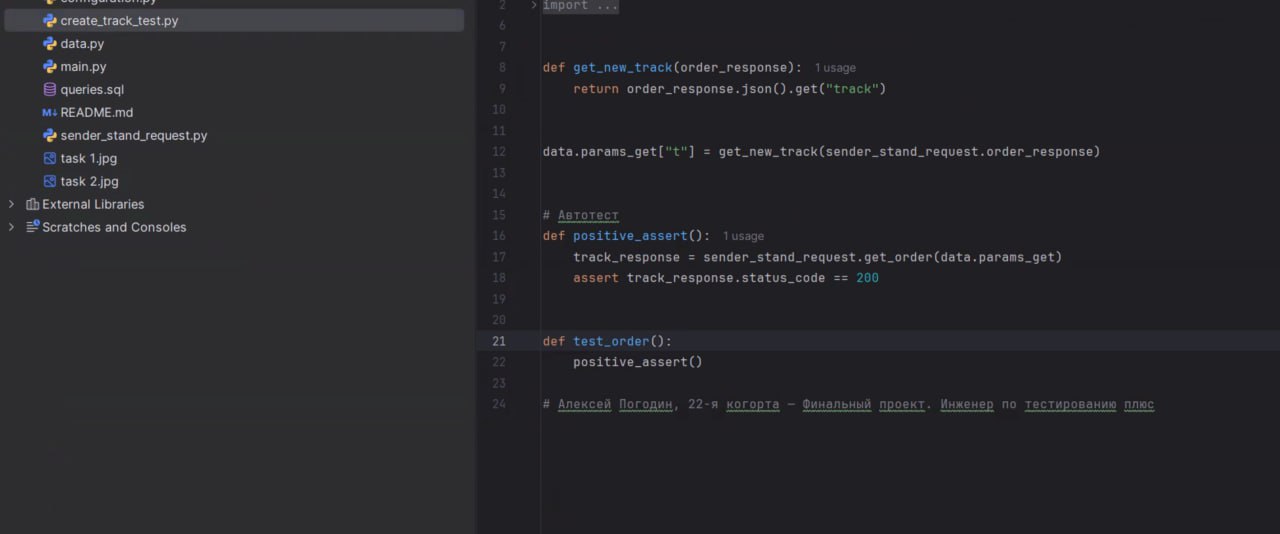 configuration.py
create_track_test.py
data.py
main.py
queries.sql
README.md
sender_stand_request.py
task 1.jpg
task 2.jpg
External Libraries
Scratches and Consoles
2 import ...
6
7
8 def get_new_track(order_response): 1 usage
9 return order_response.json().get("track")
10
11
12 data.params_get["t"] = get_new_track(sender_stand_request.order_response)
13
14
15 # Автотест
16 def positive_assert(): 1 usage
17 track_response = sender_stand_request.get_order(data.params_get)
18 assert track_response.status_code == 200
19
20
21 def test_order():
22 positive_assert()
23
24 # Алексей Погодин, 22-я когорта — Финальный проект. Инженер по тестированию плюс